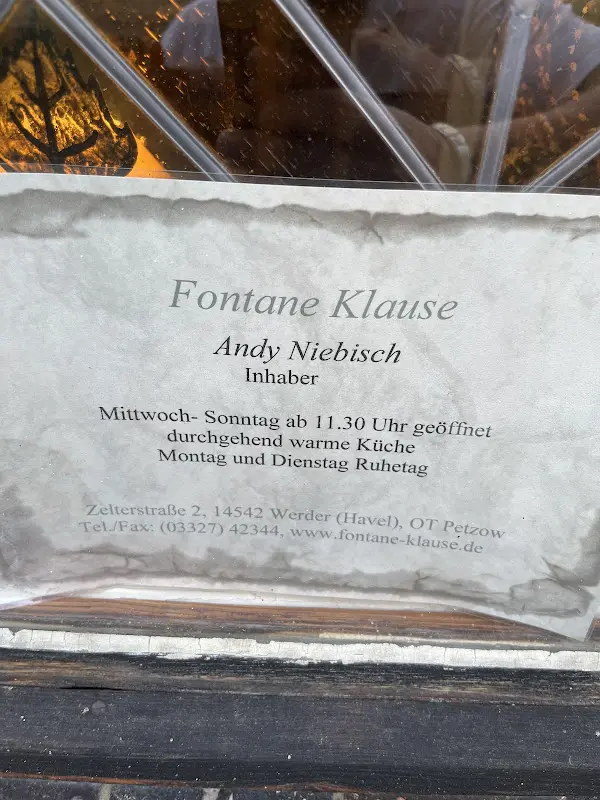 Fontane Klause
Andy Niebisch
Inhaber
Mittwoch- Sonntag ab 11.30 Uhr geöffnet
durchgehend warme Küche
Montag und Dienstag Ruhetag
Zelterstraße 2, 14542 Werder (Havel), OT Petzow
Tel./Fax: (03327) 42344, www.fontane-klause.de